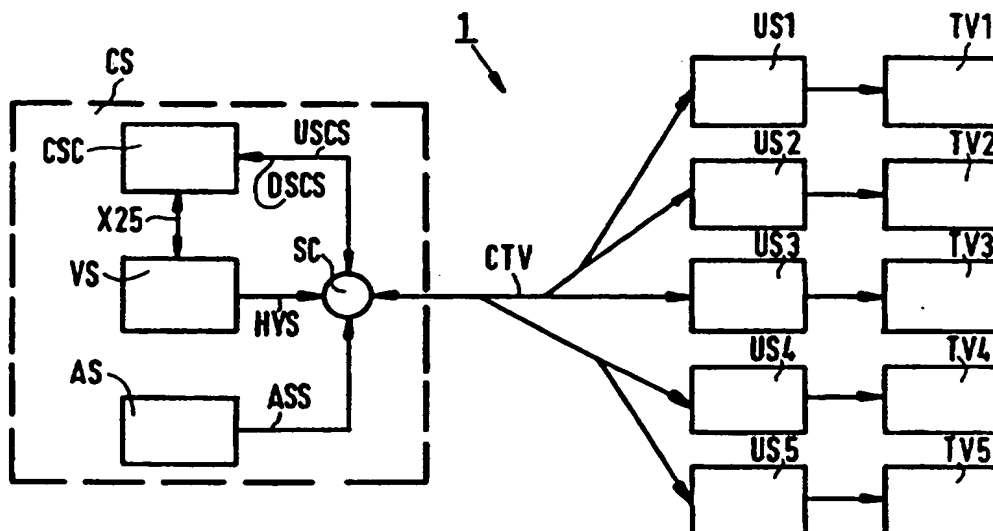 1
CS
CSC
USCS
DSCS
X25
VS
HYS
SC
AS
ASS
CTV
US1
TV1
US2
TV2
US3
TV3
US4
TV4
US5
TV5